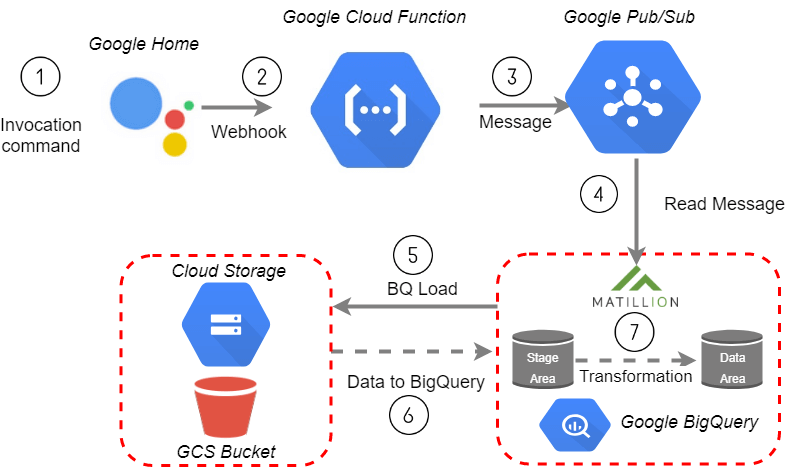 Google Home
Google Cloud Function
Google Pub/Sub
1
2
3
Invocation
command
Webhook
Message
4
Read Message
Cloud Storage
5
BQ Load
MATILLION
7
Stage
Area
Transformation
Data
Area
Data to BigQuery
6
GCS Bucket
Google BigQuery